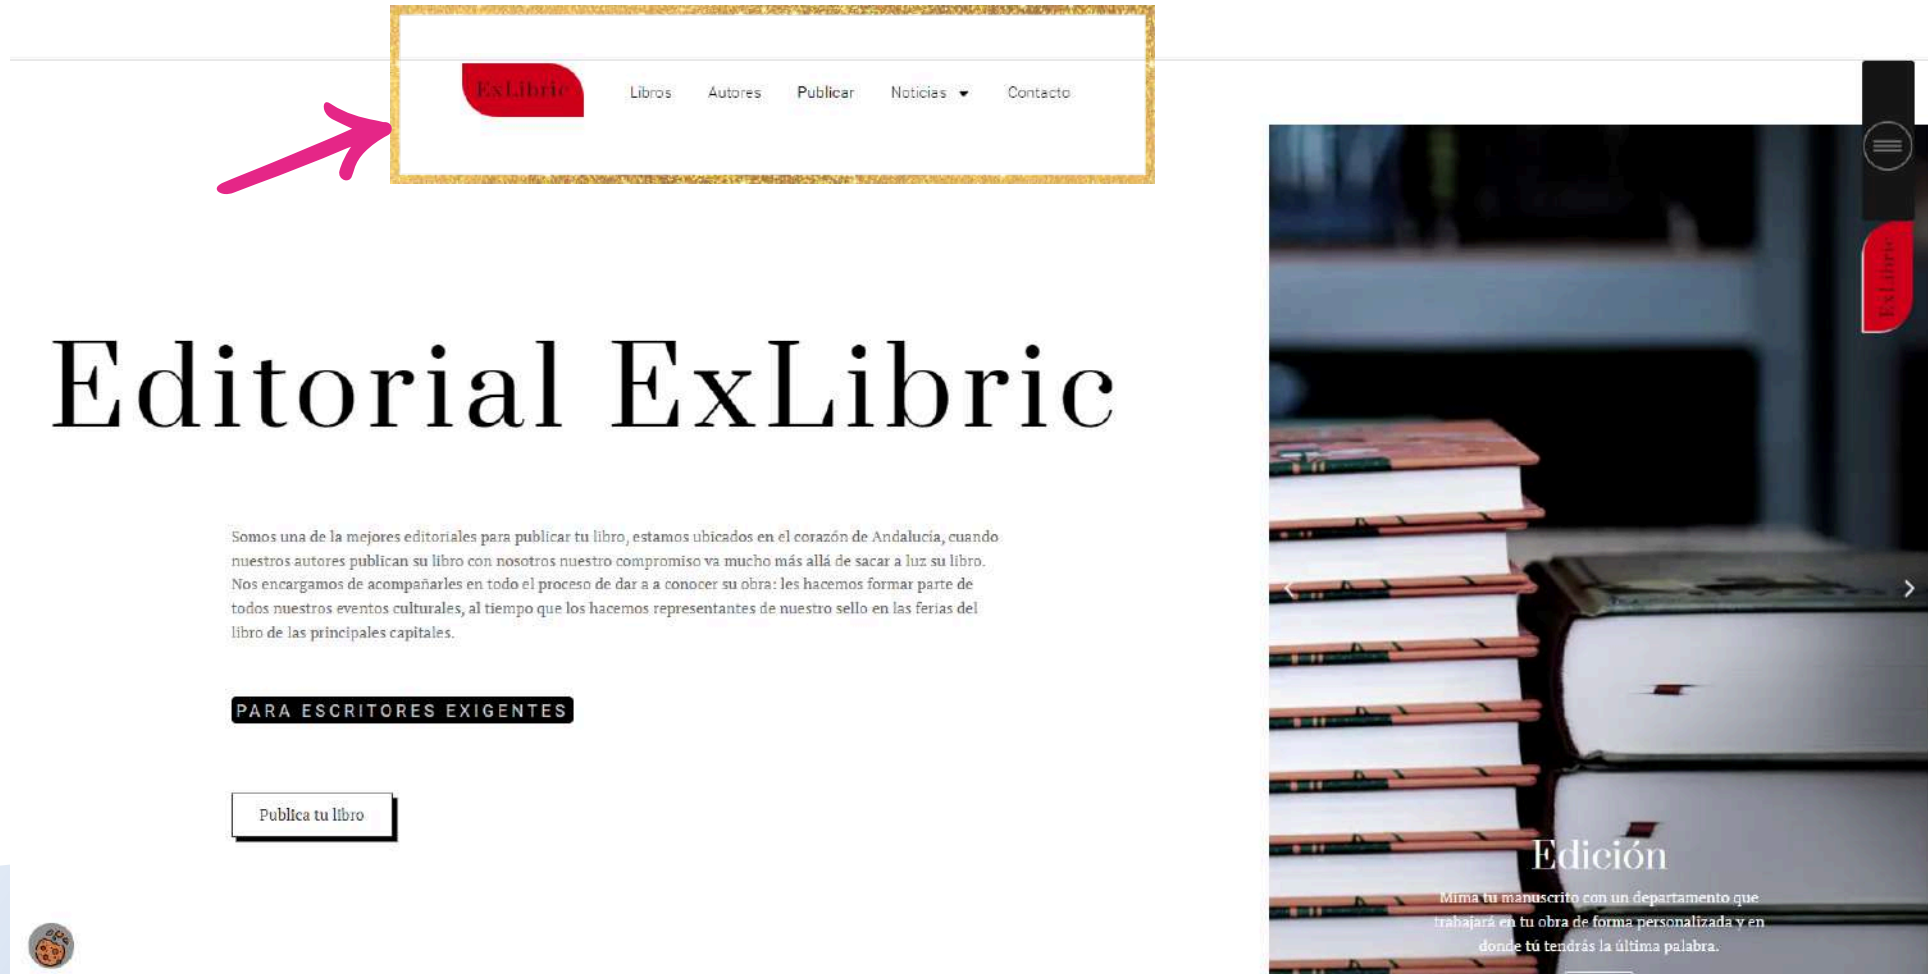 ExLibric
Libros
Autores
Publicar
Noticias
Contacto
ExLibric
Editorial ExLibric
Somos una de la mejores editoriales para publicar tu libro, estamos ubicados en el corazón de Andalucía, cuando
nuestros autores publican su libro con nosotros nuestro compromiso va mucho más allá de sacar a luz su libro.
Nos encargamos de acompañarles en todo el proceso de dar a a conocer su obra: les hacemos formar parte de
todos nuestros eventos culturales, al tiempo que los hacemos representantes de nuestro sello en las ferias del
libro de las principales capitales.
PARA ESCRITORES EXIGENTES
Publica tu libro
Edición
Mima tu manuscrito con un departamento que
trabajará en tu obra de forma personalizada y en
donde tú tendrás la última palabra.